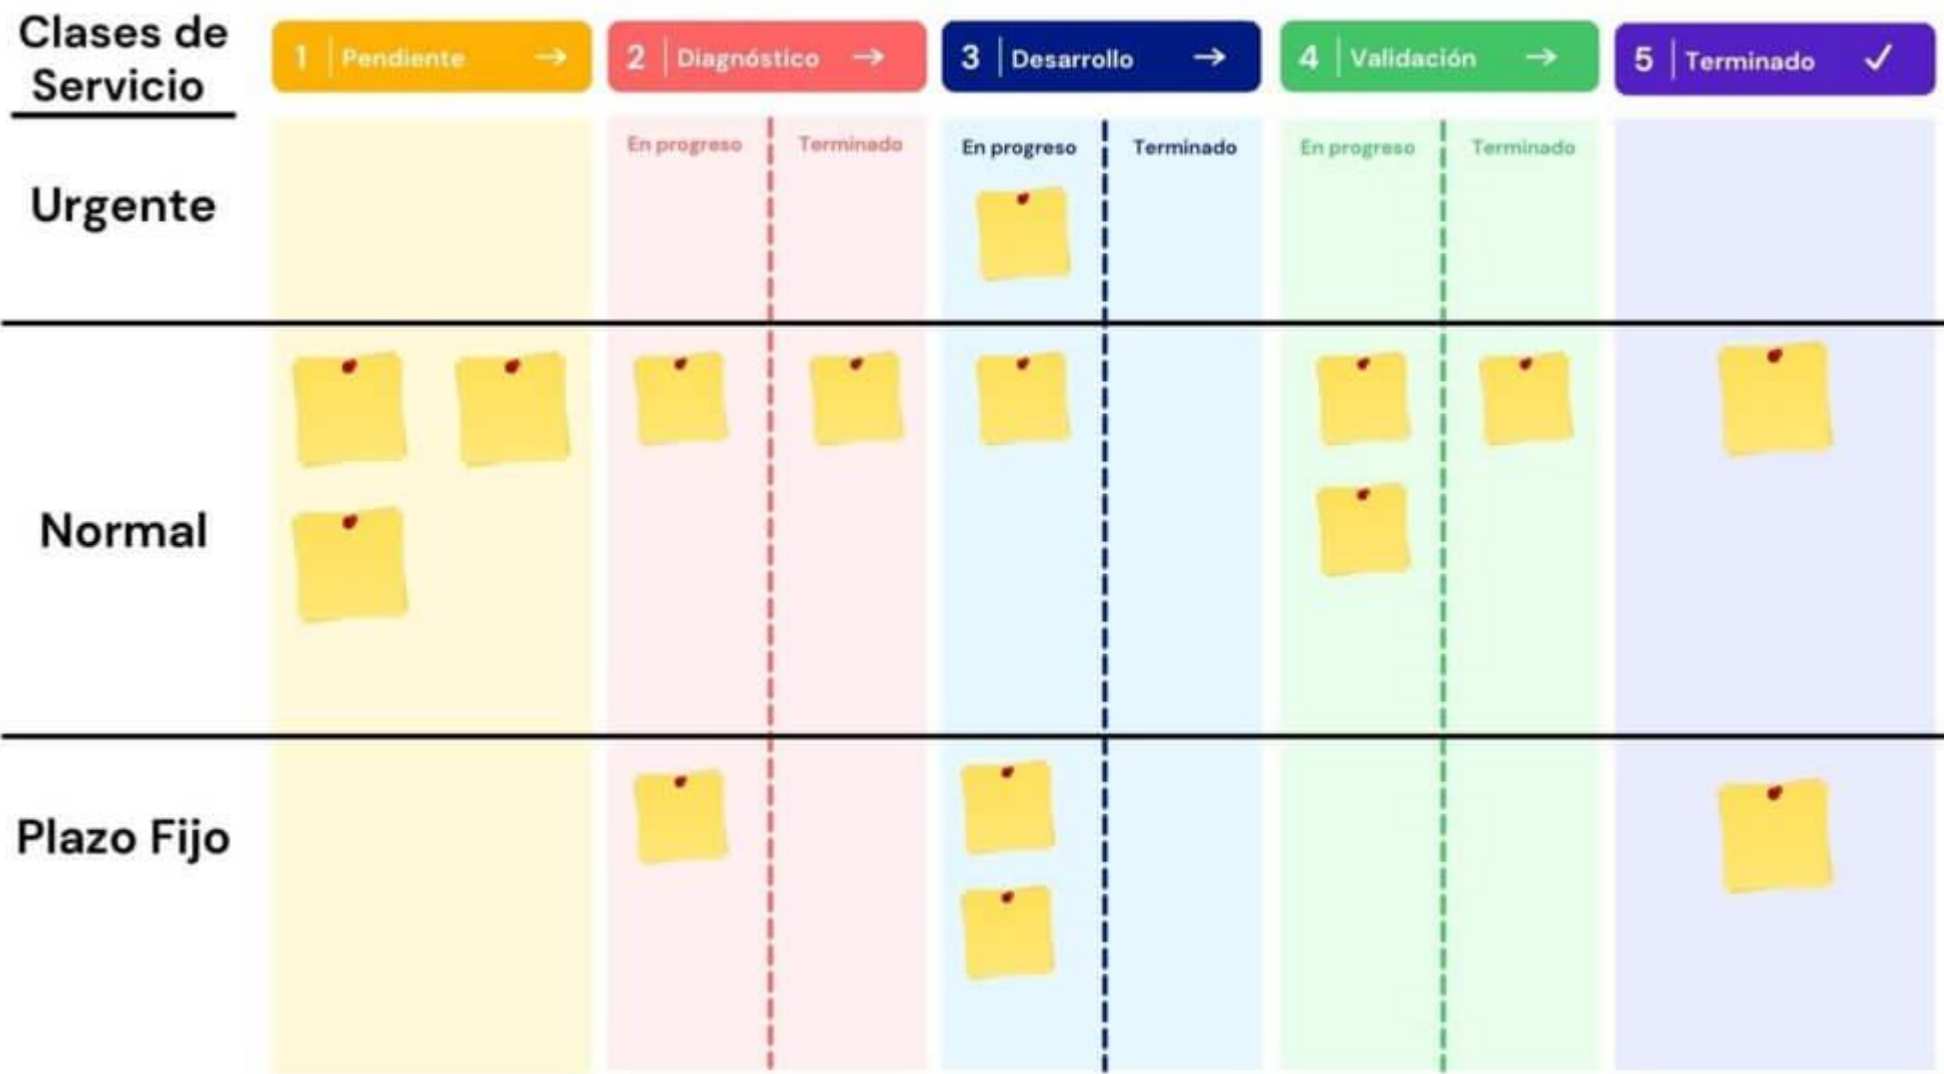 Clases de
Servicio
1 Pendiente
2 Diagnóstico
3 Desarrollo
4 Validación
5 Terminado
En progreso
Terminado
En progreso
Terminado
En progreso
Terminado
Urgente
Normal
Plazo Fijo